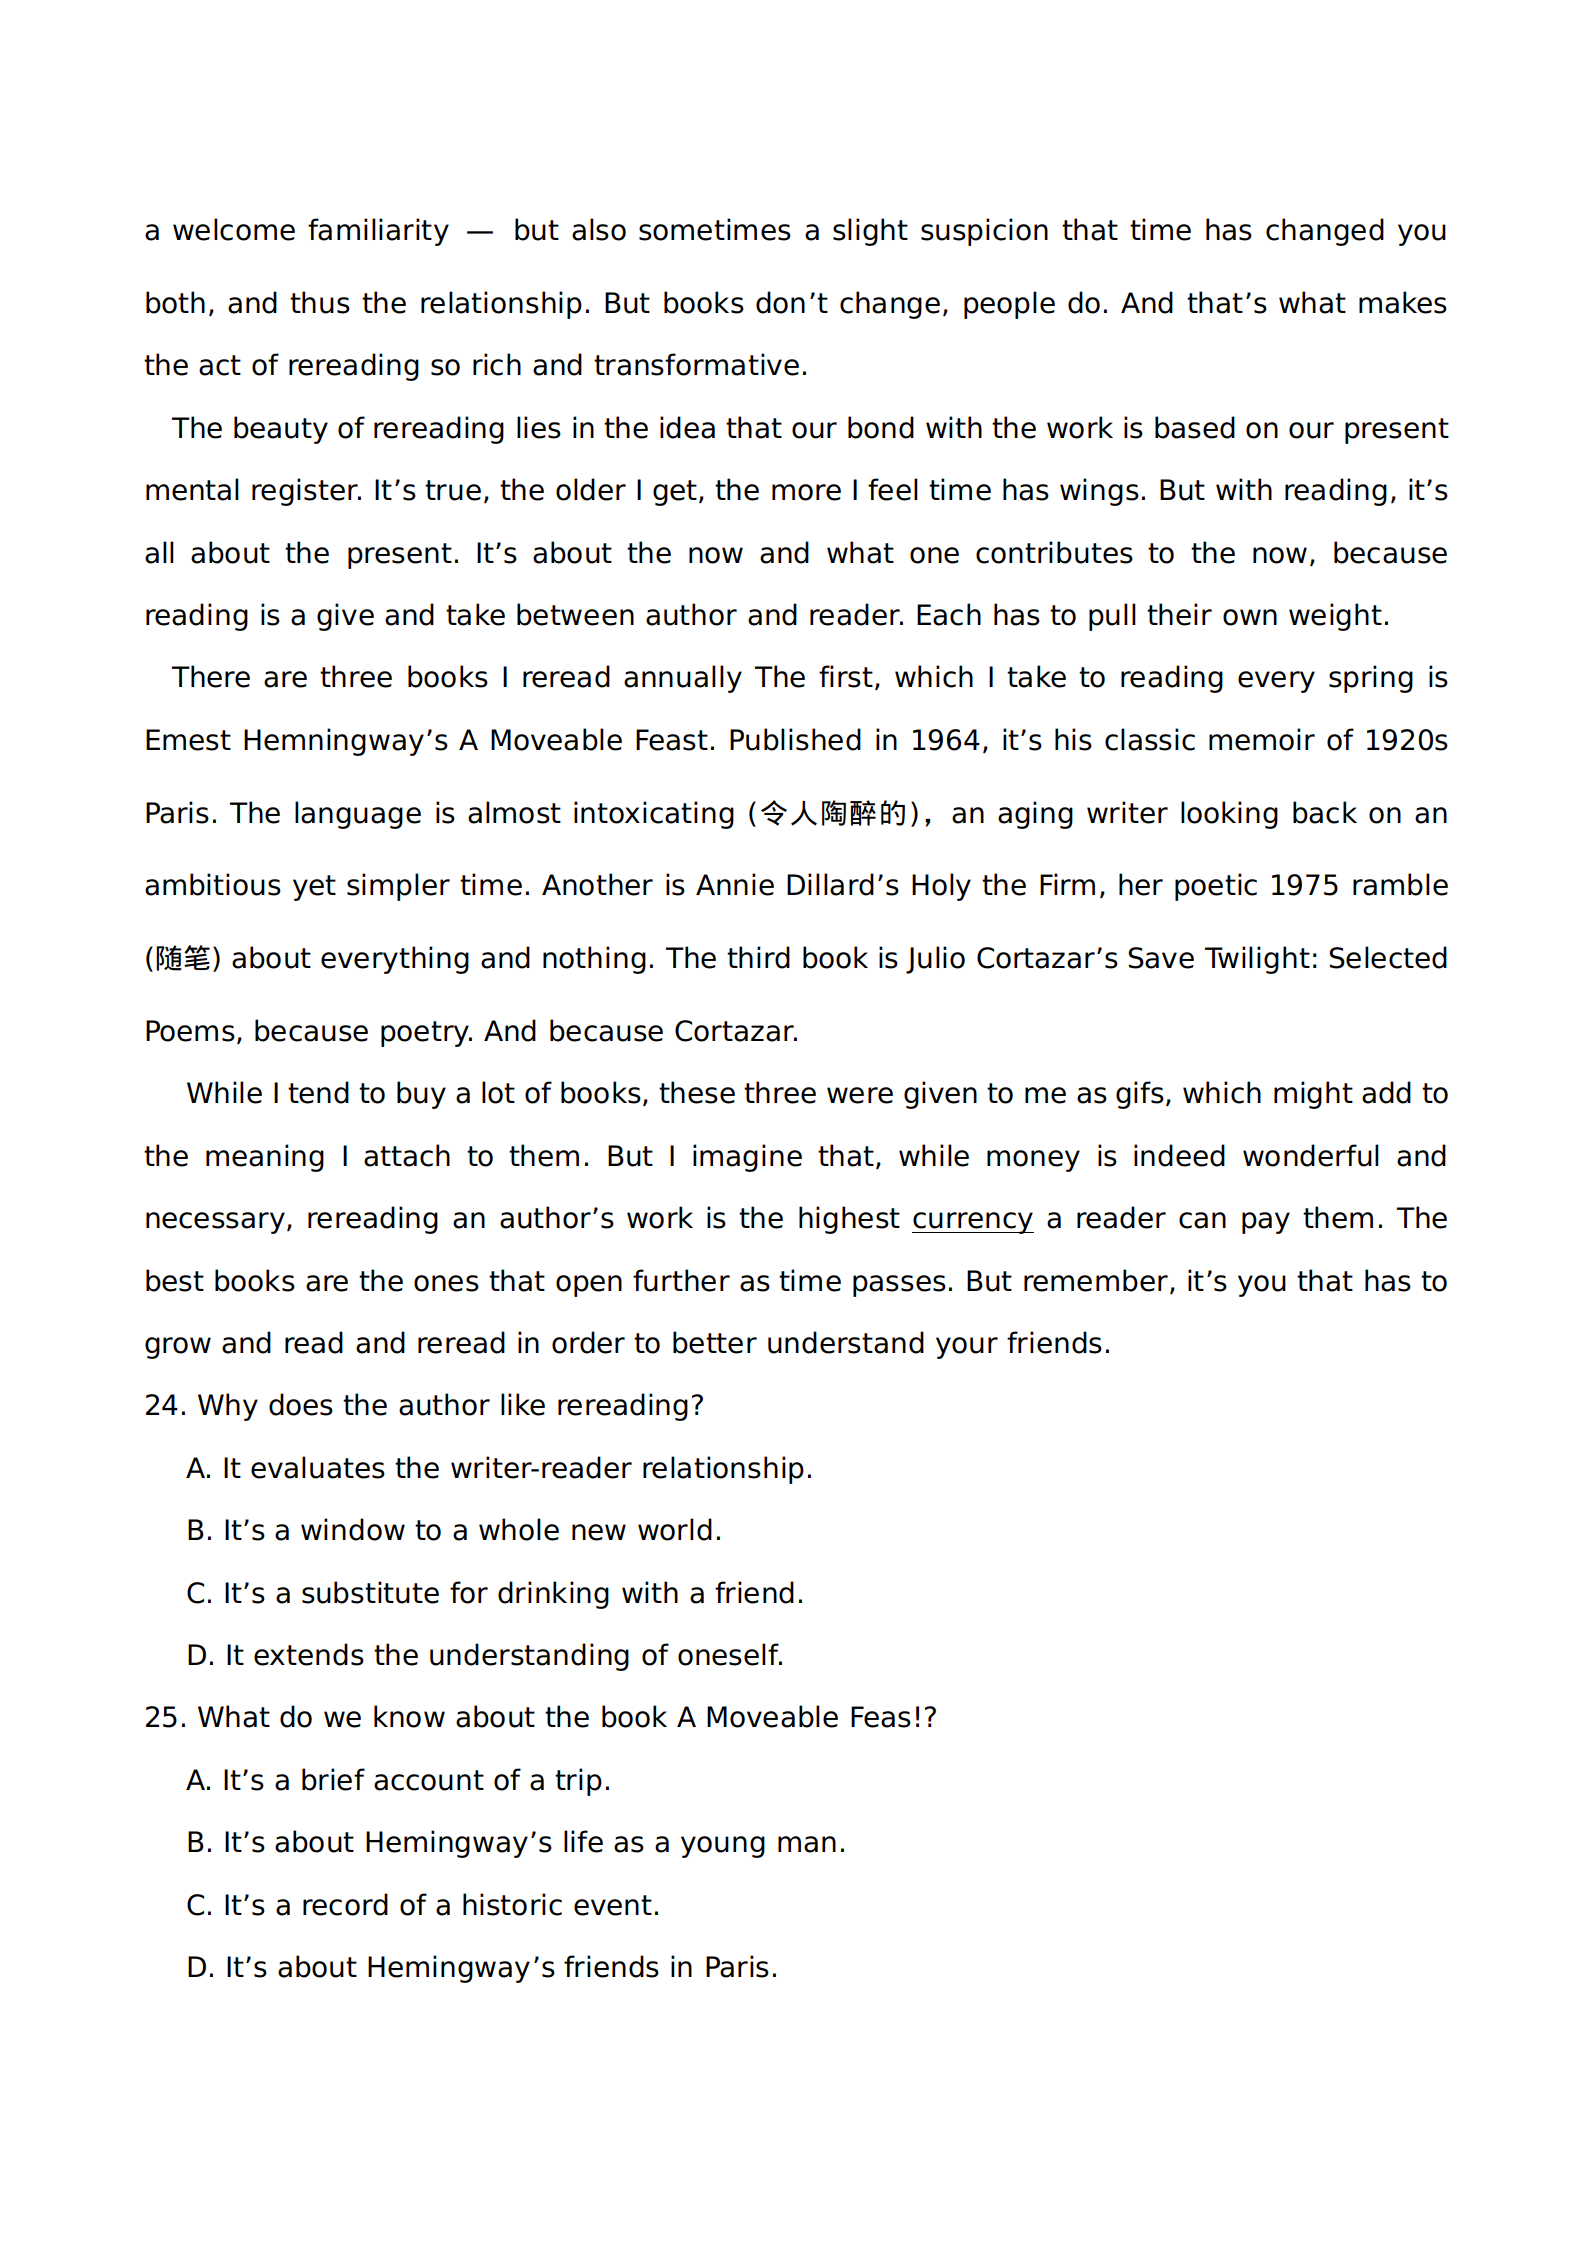 a welcome familiarity — but also sometimes a slight suspicion that time has changed you
both, and thus the relationship. But books don’t change, people do. And that’s what makes
the act of rereading so rich and transformative.
The beauty of rereading lies in the idea that our bond with the work is based on our present
mental register. It’s true, the older I get, the more I feel time has wings. But with reading, it’s
all about the present. It’s about the now and what one contributes to the now, because
reading is a give and take between author and reader. Each has to pull their own weight.
There are three books I reread annually The first, which I take to reading every spring is
Emest Hemningway’s A Moveable Feast. Published in 1964, it’s his classic memoir of 1920s
Paris. The language is almost intoxicating (令人陶醉的)，an aging writer looking back on an
ambitious yet simpler time. Another is Annie Dillard’s Holy the Firm, her poetic 1975 ramble
(随笔) about everything and nothing. The third book is Julio Cortazar’s Save Twilight: Selected
Poems, because poetry. And because Cortazar.
While I tend to buy a lot of books, these three were given to me as gifs, which might add to
the meaning I attach to them. But I imagine that, while money is indeed wonderful and
necessary, rereading an author’s work is the highest currency a reader can pay them. The
best books are the ones that open further as time passes. But remember, it’s you that has to
grow and read and reread in order to better understand your friends.
24. Why does the author like rereading?
A. It evaluates the writer-reader relationship.
B. It’s a window to a whole new world.
C. It’s a substitute for drinking with a friend.
D. It extends the understanding of oneself.
25. What do we know about the book A Moveable Feas!?
A. It’s a brief account of a trip.
B. It’s about Hemingway’s life as a young man.
C. It’s a record of a historic event.
D. It’s about Hemingway’s friends in Paris.